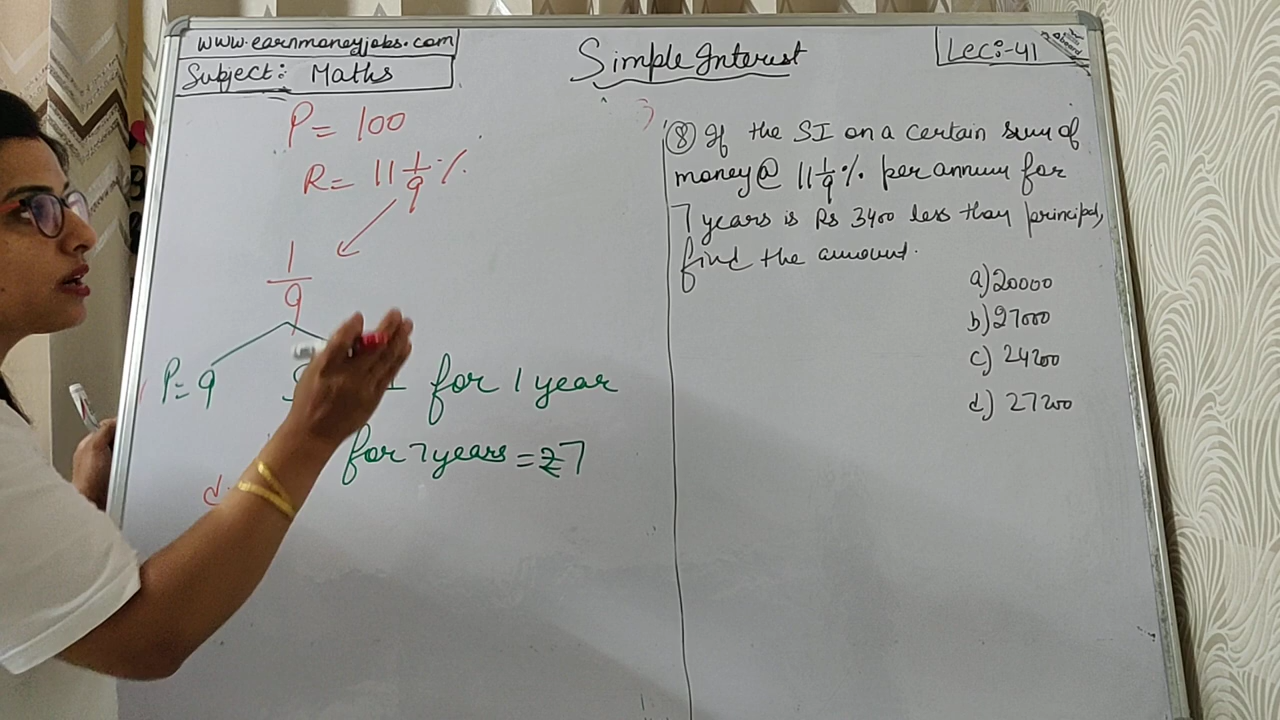 www.earnmoneyjobs.com
Subject: Maths
Simple Interest
Lec:-41
P = 100
R = 11 1/9 %
1/9
P = 9
for 1 year
for 7 years = 7
d
⑧ If the SI on a certain sum of
money @ 11 1/9 % per annum for
7 years is Rs 3400 less than principal,
find the amount.
a) 20000
b) 27000
c) 24200
d) 27200